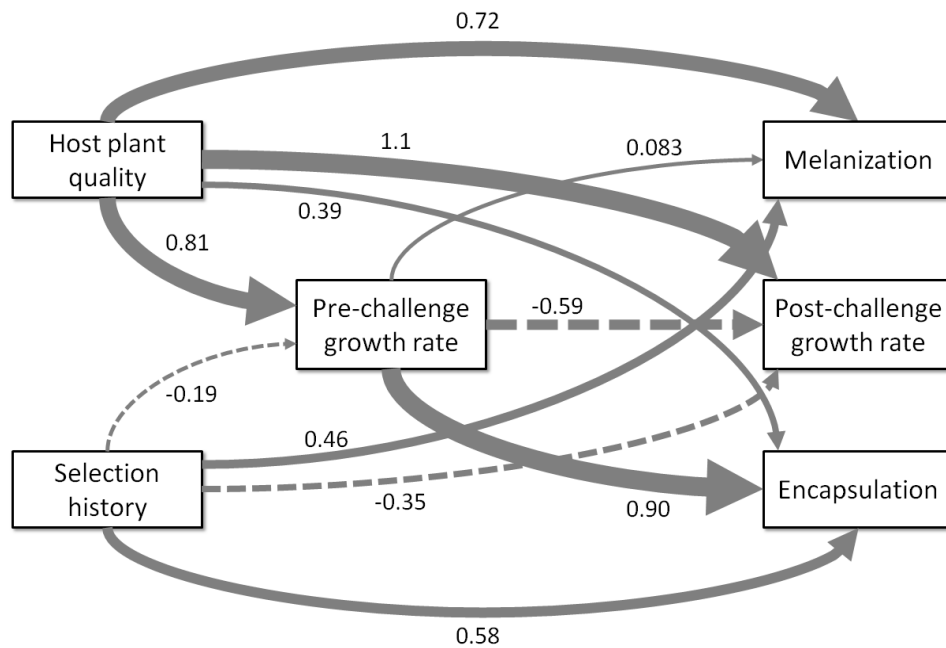 0.72
Host plant
quality
1.1
0.083
Melanization
0.39
0.81
Pre-challenge
growth rate
-0.59
Post-challenge
growth rate
-0.19
0.46
Selection
history
-0.35
0.90
Encapsulation
0.58